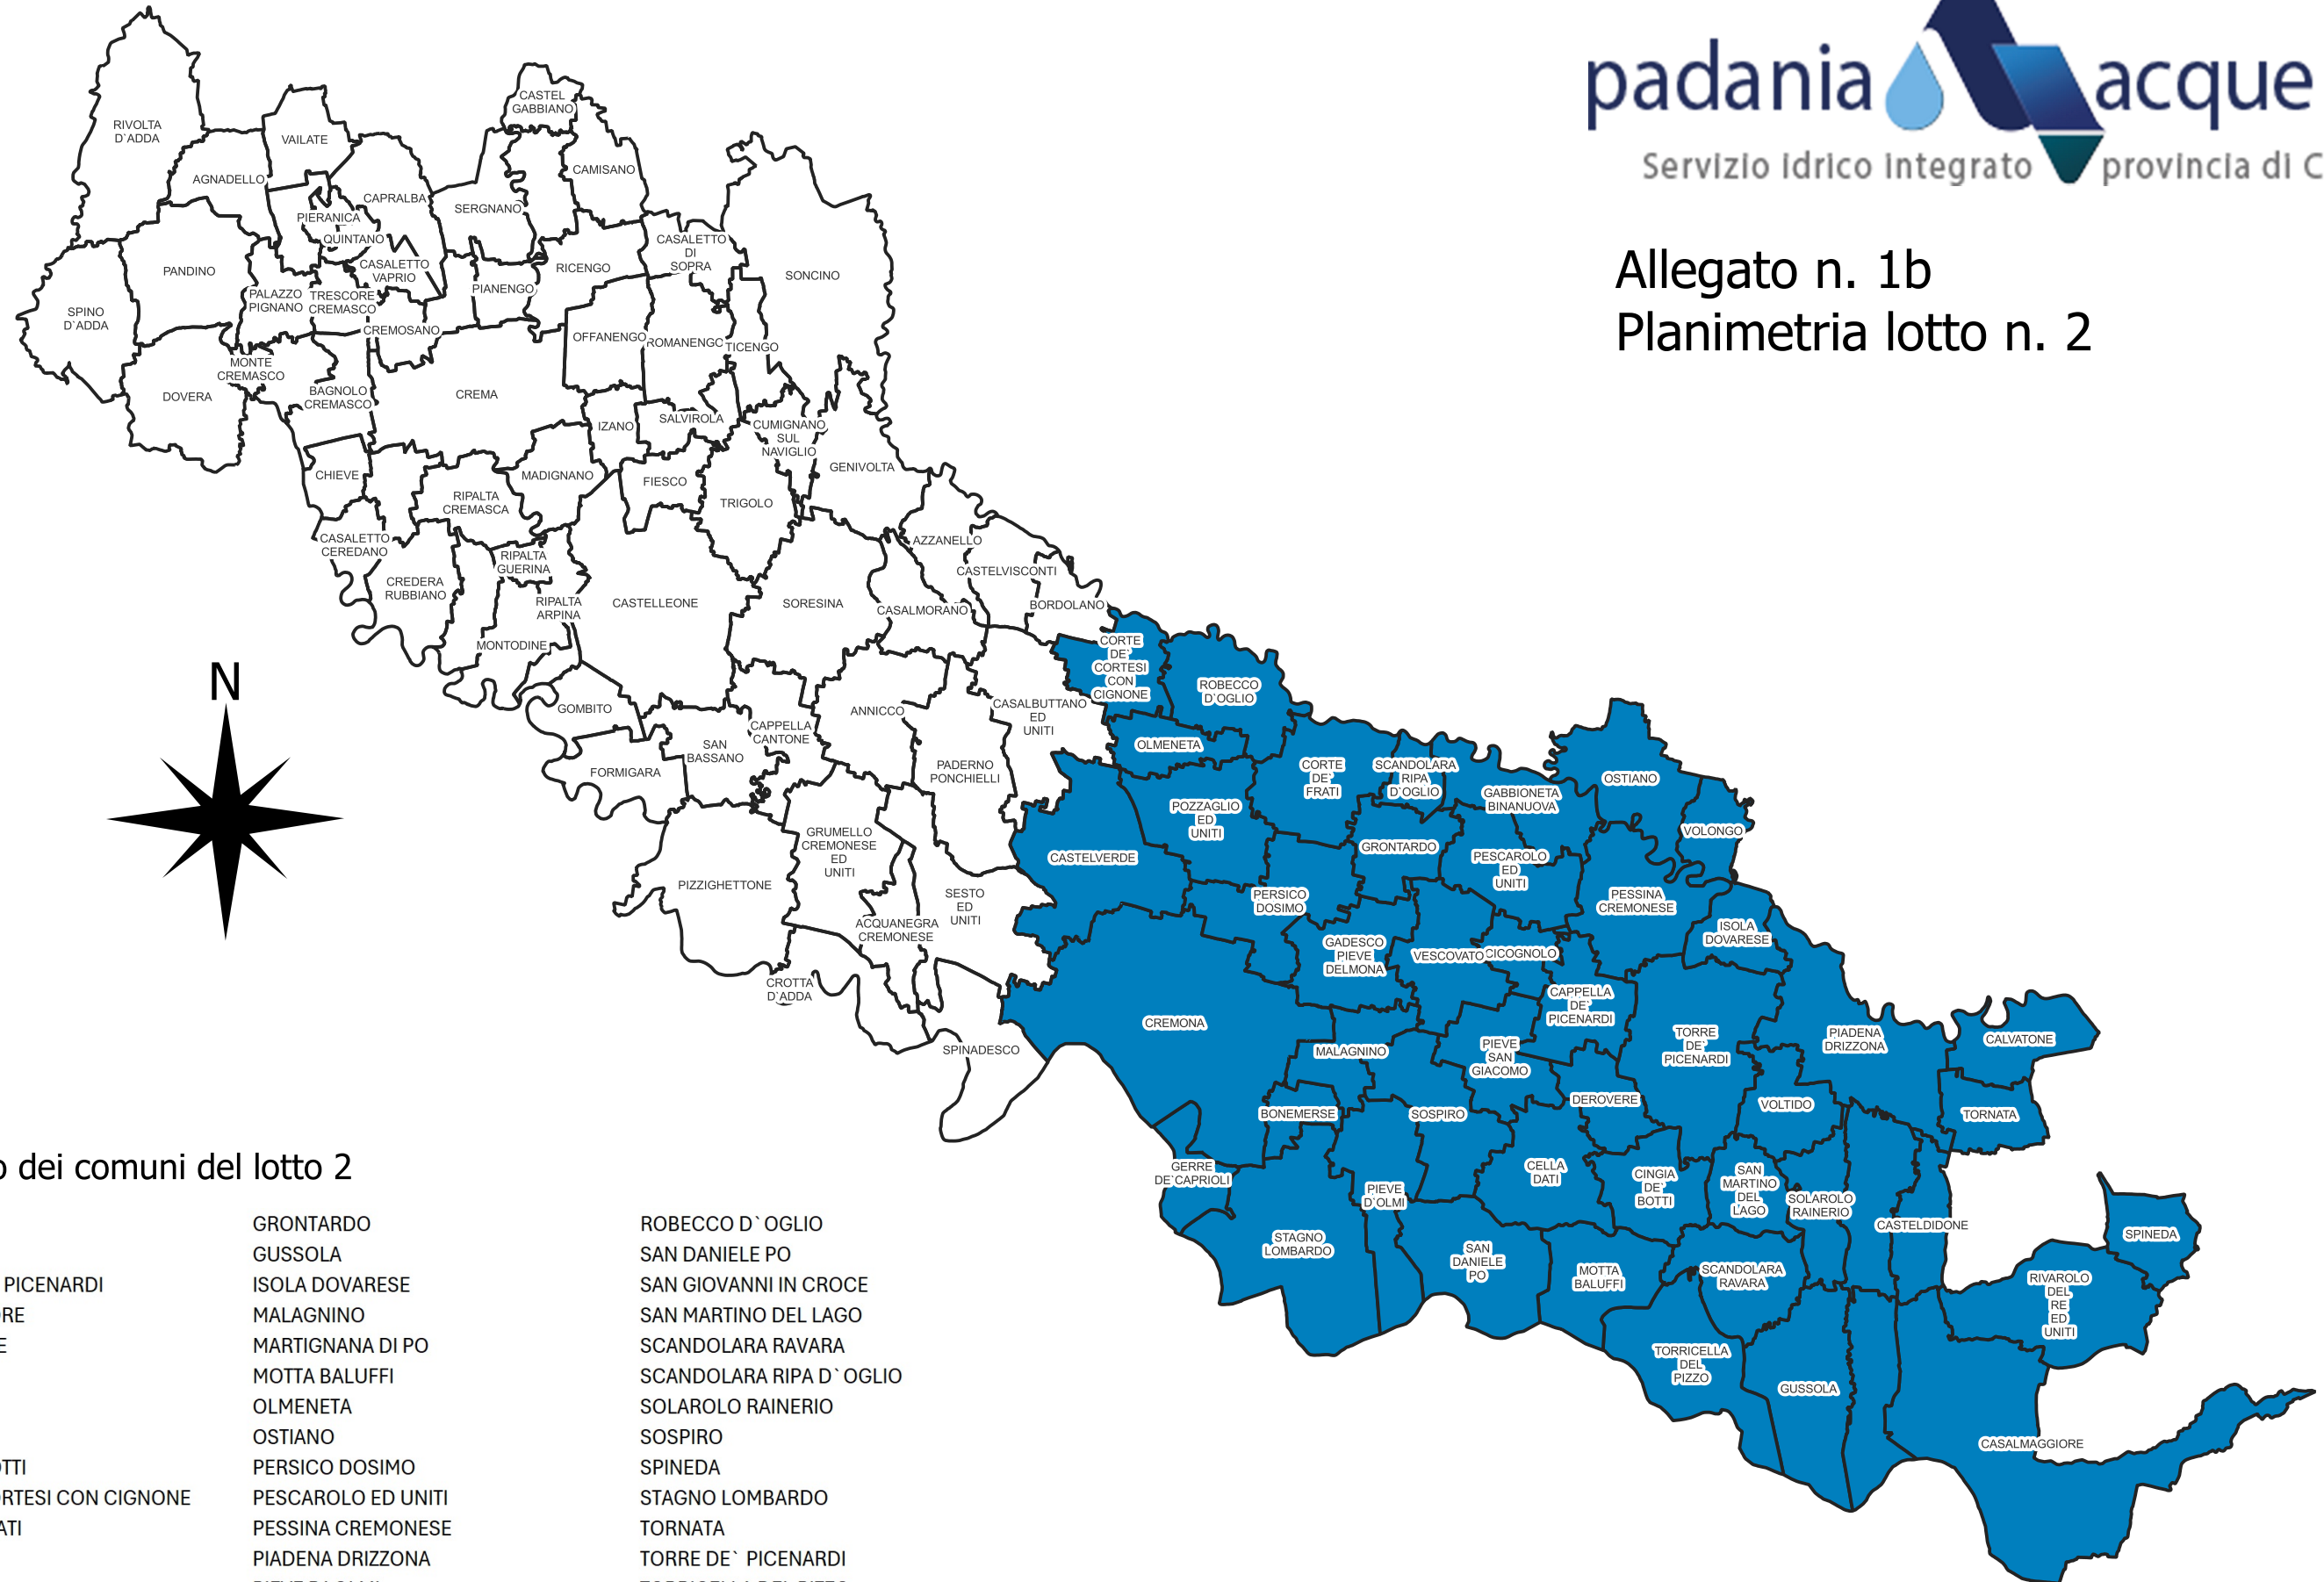 padania acque
Servizio idrico integrato provincia di C
Allegato n. 1b
Planimetria lotto n. 2
RIVOLTA
D`ADDA
VAILATE
CASTEL
GABBIANO
AGNADELLO
CAMISANO
CAPRALBA
SERGNANO
PIERANICA
QUINTANO
CASALETTO
DI
SOPRA
PANDINO
CASALETTO
VAPRIO
RICENGO
SONCINO
PALAZZO
PIGNANO
TRESCORE
CREMASCO
PIANENGO
SPINO
D`ADDA
CREMOSANO
OFFANENGO
ROMANENGO
TICENGO
MONTE
CREMASCO
DOVERA
BAGNOLO
CREMASCO
CREMA
IZANO
SALVIROLA
CUMIGNANO
SUL
NAVIGLIO
GENIVOLTA
CHIEVE
MADIGNANO
FIESCO
RIPALTA
CREMASCA
TRIGOLO
CASALETTO
CEREDANO
AZZANELLO
RIPALTA
GUERINA
CASTELVISCONTI
CREDERA
RUBBIANO
RIPALTA
ARPINA
CASTELLEONE
SORESINA
CASALMORANO
BORDOLANO
MONTODINE
CORTE
DE`
CORTESI
CON
CIGNONE
ROBECCO
D`OGLIO
GOMBITO
ANNICCO
CASALBUTTANO
ED
UNITI
CAPPELLA
CANTONE
SAN
BASSANO
OLMENETA
FORMIGARA
PADERNO
PONCHIELLI
CORTE
DE`
FRATI
SCANDOLARA
RIPA
D`OGLIO
OSTIANO
GABBIONETA
BINANUOVA
POZZAGLIO
ED
UNITI
VOLONGO
GRUMELLO
CREMONESE
ED
UNITI
GRONTARDO
CASTELVERDE
PESCAROLO
ED
UNITI
PIZZIGHETTONE
SESTO
ED
UNITI
PERSICO
DOSIMO
PESSINA
CREMONESE
ACQUANEGRA
CREMONESE
ISOLA
DOVARESE
GADESCO
PIEVE
DELMONA
VESCOVATO
CICOGNOLO
CROTTA
D`ADDA
CAPPELLA
DE`
PICENARDI
CREMONA
TORRE
DE`
PICENARDI
PIADENA
DRIZZONA
CALVATONE
SPINADESCO
MALAGNINO
PIEVE
SAN
GIACOMO
DEROVERE
VOLTIDO
BONEMERSE
SOSPIRO
TORNATA
GERRE
DE`CAPRIOLI
CELLA
DATI
CINGIA
DE`
BOTTI
SAN
MARTINO
DEL
LAGO
PIEVE
D`OLMI
SOLAROLO
RAINERIO
CASTELDIDONE
SPINEDA
STAGNO
LOMBARDO
SAN
DANIELE
PO
MOTTA
BALUFFI
SCANDOLARA
RAVARA
RIVAROLO
DEL
RE
ED
UNITI
TORRICELLA
DEL
PIZZO
GUSSOLA
CASALMAGGIORE
N
o dei comuni del lotto 2
PICENARDI
RE
E
TTI
RTESI CON CIGNONE
ATI
GRONTARDO
GUSSOLA
ISOLA DOVARESE
MALAGNINO
MARTIGNANA DI PO
MOTTA BALUFFI
OLMENETA
OSTIANO
PERSICO DOSIMO
PESCAROLO ED UNITI
PESSINA CREMONESE
PIADENA DRIZZONA
ROBECCO D`OGLIO
SAN DANIELE PO
SAN GIOVANNI IN CROCE
SAN MARTINO DEL LAGO
SCANDOLARA RAVARA
SCANDOLARA RIPA D`OGLIO
SOLAROLO RAINERIO
SOSPIRO
SPINEDA
STAGNO LOMBARDO
TORNATA
TORRE DE` PICENARDI